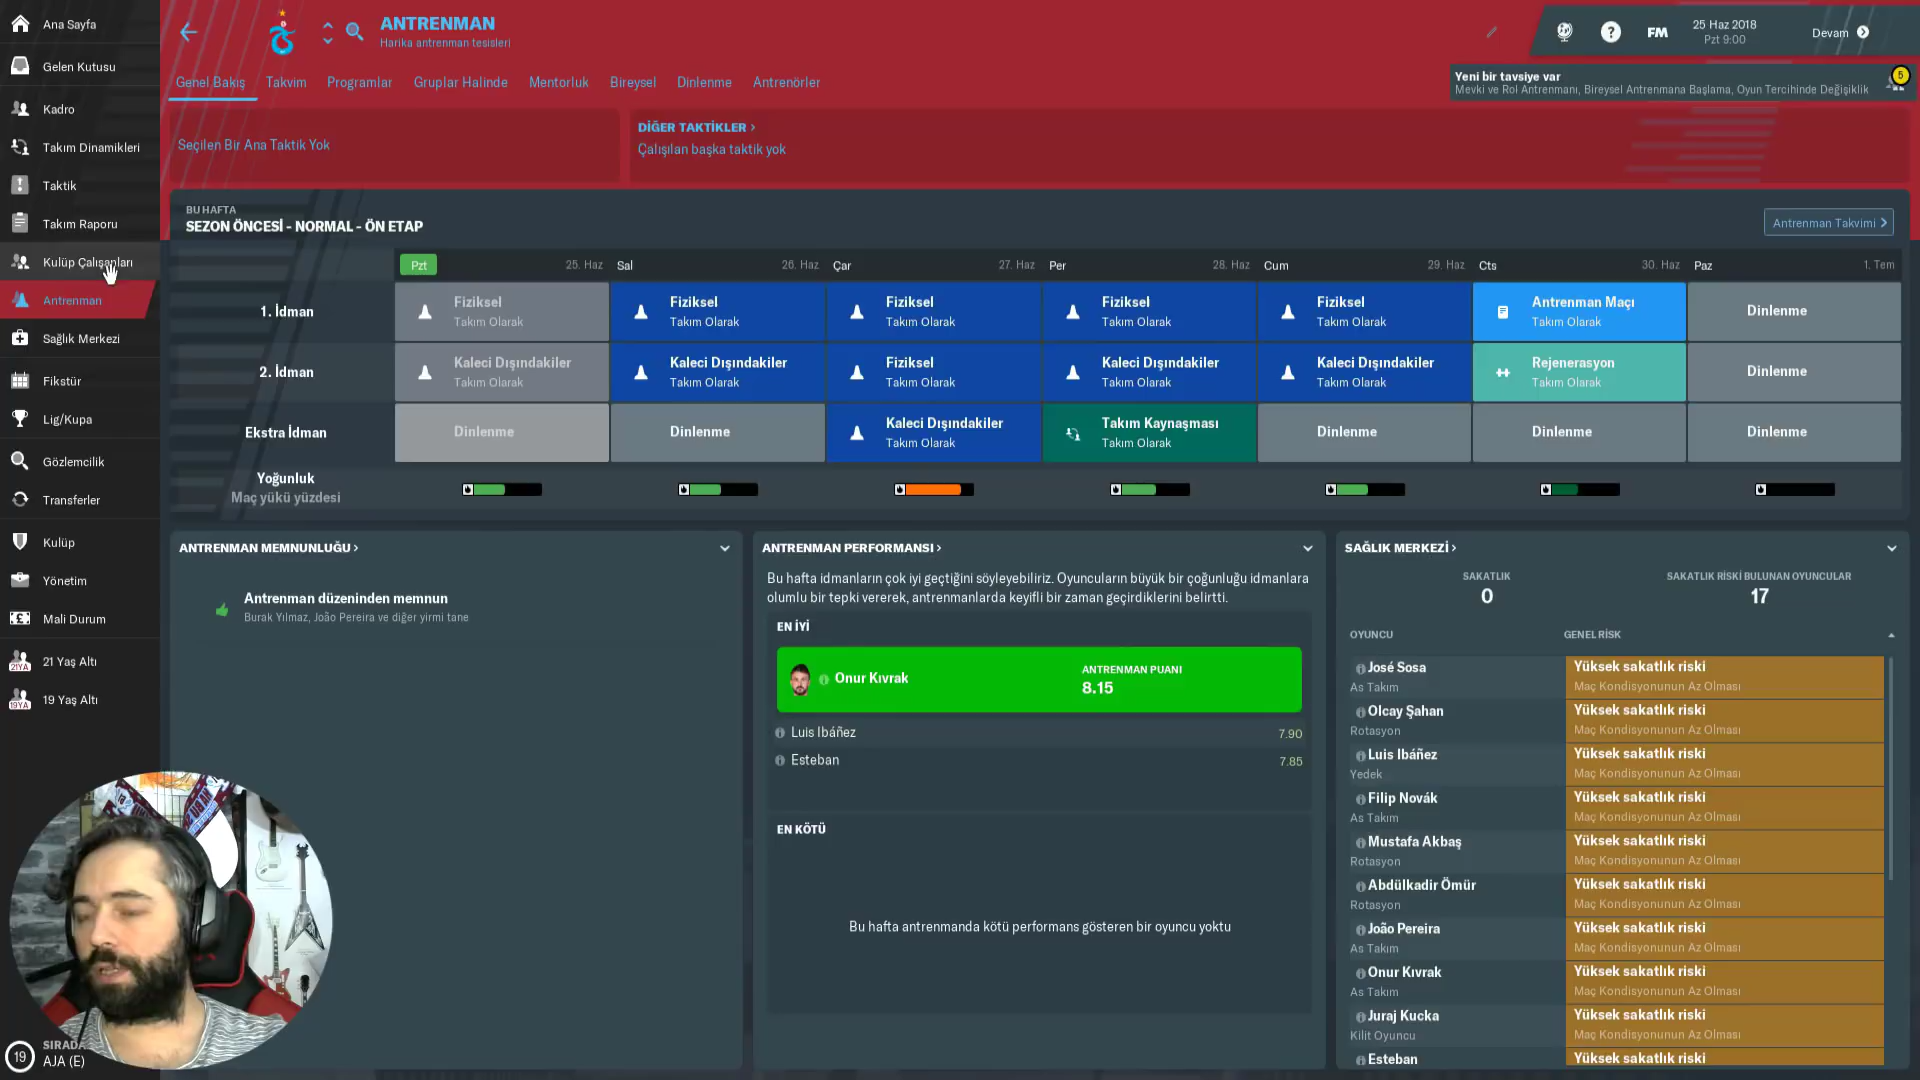 Ana Sayfa
Gelen Kutusu
Kadro
Takım Dinamikleri
Taktik
Takım Raporu
Kulüp Çalışanları
Antrenman
Sağlık Merkezi
Fikstür
Lig/Kupa
Gözlemcilik
Transferler
Kulüp
Yönetim
Mali Durum
21YA
21 Yaş Altı
19YA
19 Yaş Altı
19
SIRADA
AJA (E)
ANTRENMAN
Harika antrenman tesisleri
FM
25 Haz 2018
Pzt 9:00
Devam
Genel Bakış
Takvim
Programlar
Gruplar Halinde
Mentorluk
Bireysel
Dinlenme
Antrenörler
Yeni bir tavsiye var
Mevki ve Rol Antrenmanı, Bireysel Antrenmana Başlama, Oyun Tercihinde Değişiklik
5
Seçilen Bir Ana Taktik Yok
DİĞER TAKTİKLER >
Çalışılan başka taktik yok
BU HAFTA
SEZON ÖNCESİ - NORMAL - ÖN ETAP
Antrenman Takvimi >
Pzt 25. Haz Sal 26. Haz Çar 27. Haz Per 28. Haz Cum 29. Haz Cts 30. Haz Paz 1. Tem
1. İdman
Fiziksel Fiziksel Fiziksel Fiziksel Fiziksel Antrenman Maçı Dinlenme
Takım Olarak Takım Olarak Takım Olarak Takım Olarak Takım Olarak Takım Olarak
2. İdman
Kaleci Dışındakiler Kaleci Dışındakiler Fiziksel Kaleci Dışındakiler Kaleci Dışındakiler Rejenerasyon Dinlenme
Takım Olarak Takım Olarak Takım Olarak Takım Olarak Takım Olarak Takım Olarak
Ekstra İdman
Dinlenme Dinlenme Kaleci Dışındakiler Takım Kaynaşması Dinlenme Dinlenme Dinlenme
Takım Olarak Takım Olarak
Yoğunluk
Maç yükü yüzdesi
ANTRENMAN MEMNUNLUĞU >
Antrenman düzeninden memnun
Burak Yılmaz, João Pereira ve diğer yirmi tane
ANTRENMAN PERFORMANSI >
Bu hafta idmanların çok iyi geçtiğini söyleyebiliriz. Oyuncuların büyük bir çoğunluğu idmanlara
olumlu bir tepki vererek, antrenmanlarda keyifli bir zaman geçirdiklerini belirtti.
EN İYİ
Onur Kıvrak
ANTRENMAN PUANI
8.15
Luis Ibáñez 7.90
Esteban 7.85
EN KÖTÜ
Bu hafta antrenmanda kötü performans gösteren bir oyuncu yoktu
SAĞLIK MERKEZİ >
SAKATLIK
0
SAKATLIK RİSKİ BULUNAN OYUNCULAR
17
OYUNCU GENEL RİSK
José Sosa Yüksek sakatlık riski
As Takım Maç Kondisyonunun Az Olması
Olcay Şahan Yüksek sakatlık riski
Rotasyon Maç Kondisyonunun Az Olması
Luis Ibáñez Yüksek sakatlık riski
Yedek Maç Kondisyonunun Az Olması
Filip Novák Yüksek sakatlık riski
As Takım Maç Kondisyonunun Az Olması
Mustafa Akbaş Yüksek sakatlık riski
Rotasyon Maç Kondisyonunun Az Olması
Abdülkadir Ömür Yüksek sakatlık riski
Rotasyon Maç Kondisyonunun Az Olması
João Pereira Yüksek sakatlık riski
As Takım Maç Kondisyonunun Az Olması
Onur Kıvrak Yüksek sakatlık riski
As Takım Maç Kondisyonunun Az Olması
Juraj Kucka Yüksek sakatlık riski
Kilit Oyuncu Maç Kondisyonunun Az Olması
Esteban Yüksek sakatlık riski